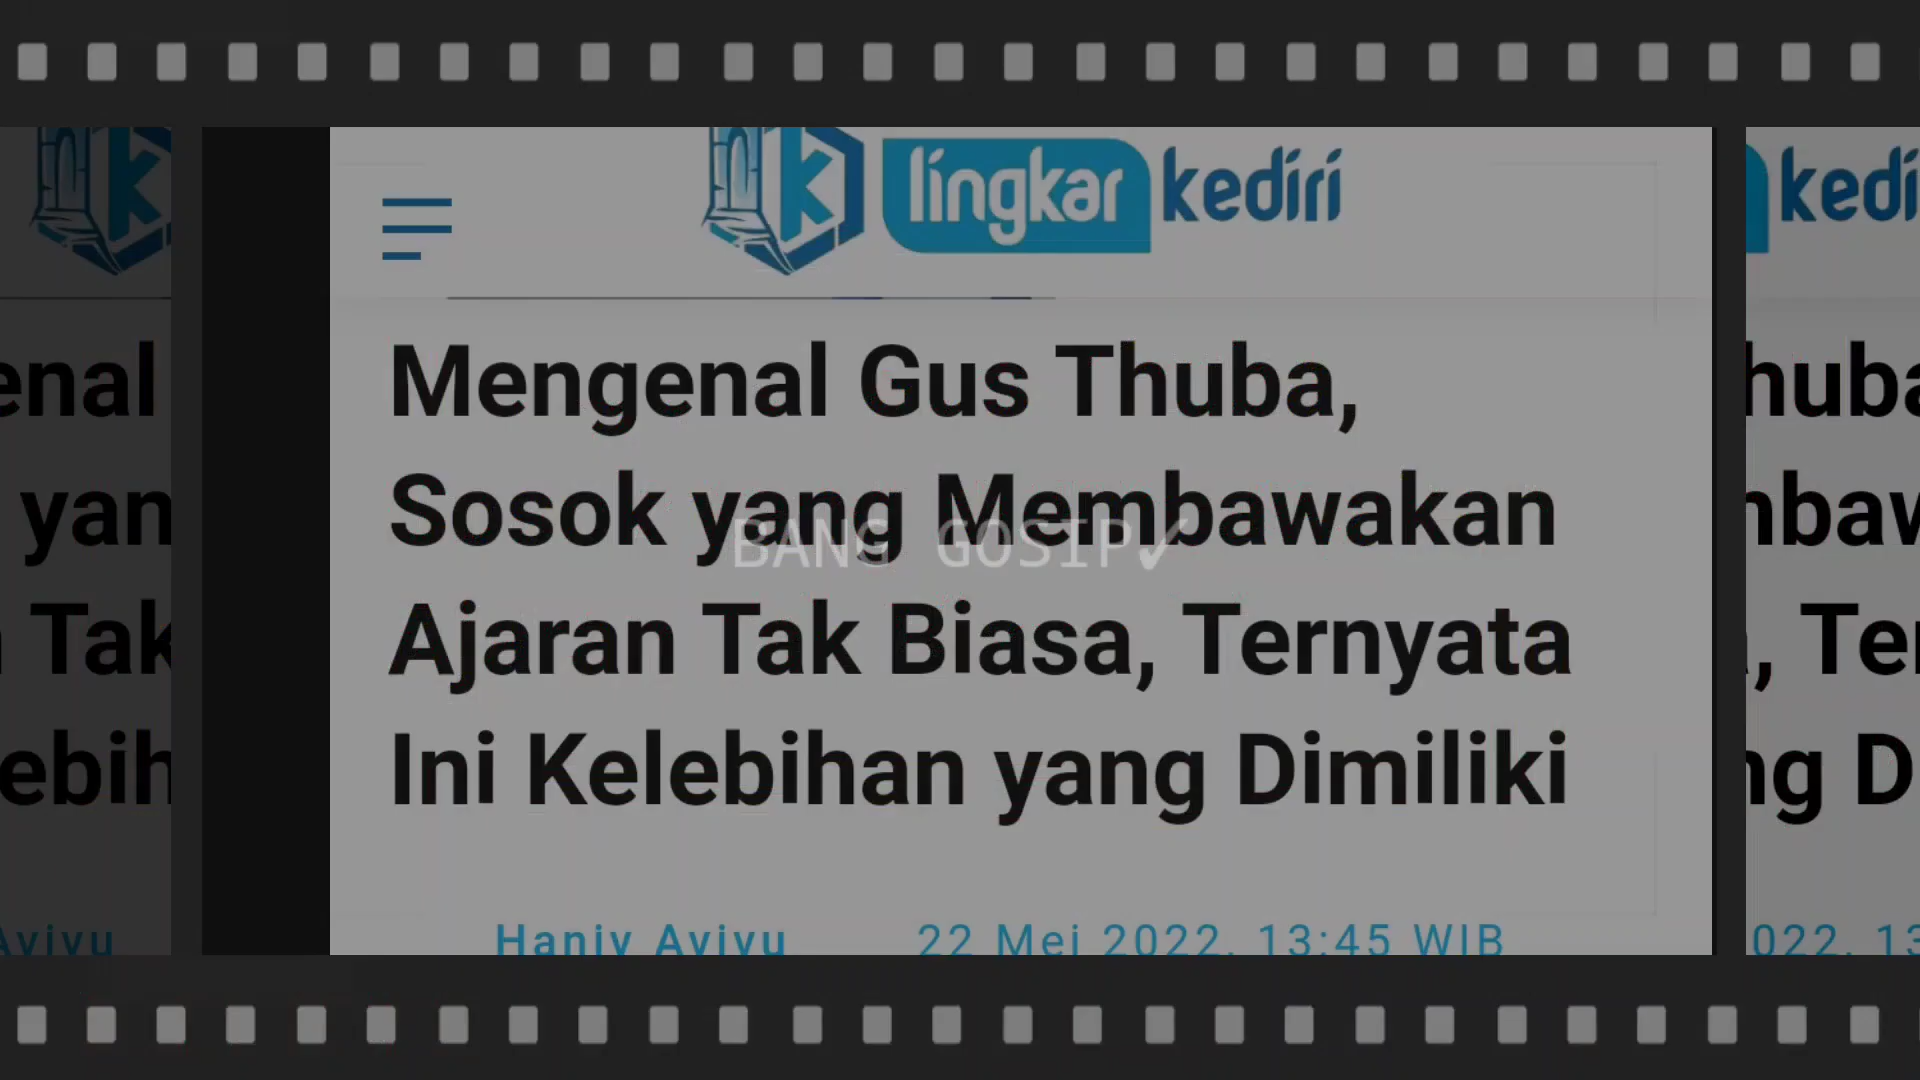 lingkar kediri
Mengenal Gus Thuba,
Sosok yang Membawakan
BANG GOSIP✓
Ajaran Tak Biasa, Ternyata
Ini Kelebihan yang Dimiliki
Haniv Avivu 22 Mei 2022, 13:45 WIB